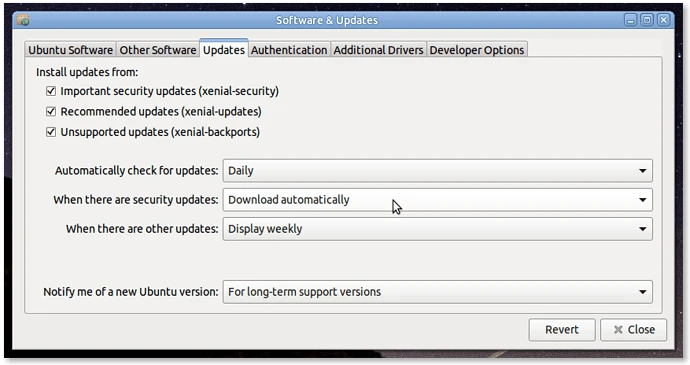 Software & Updates
Ubuntu Software Other Software Updates Authentication Additional Drivers Developer Options
Install updates from:
Important security updates (xenial-security)
Recommended updates (xenial-updates)
Unsupported updates (xenial-backports)
Automatically check for updates: Daily
When there are security updates: Download automatically
When there are other updates: Display weekly
Notify me of a new Ubuntu version: For long-term support versions
Revert Close